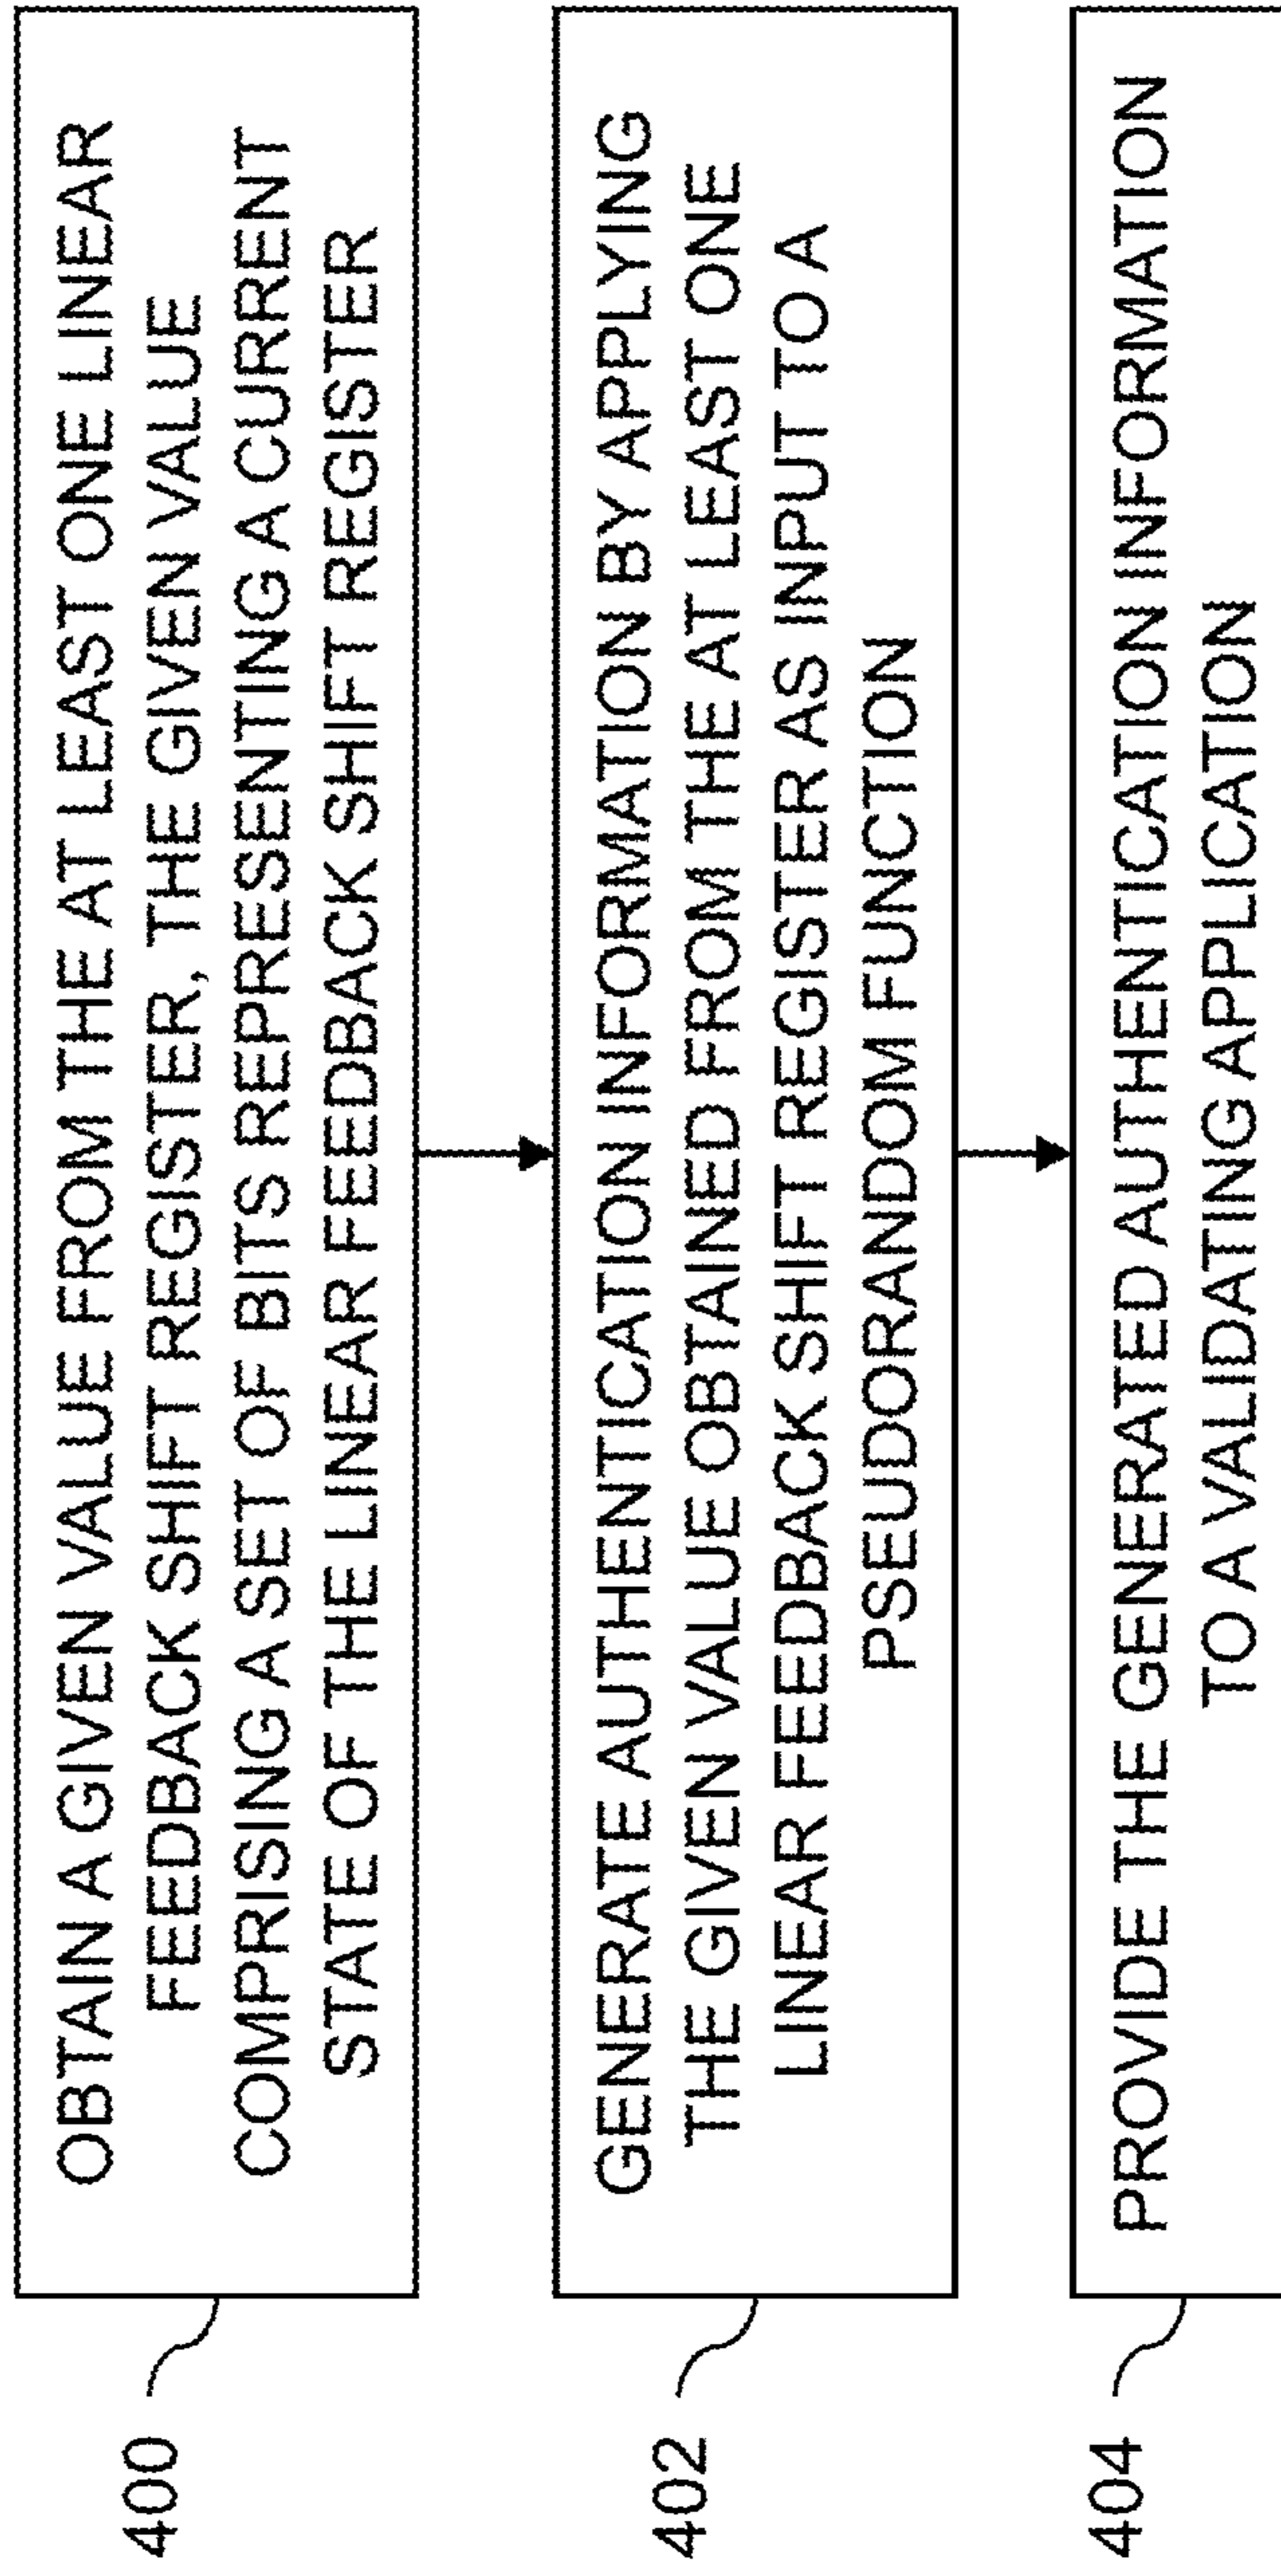 400
OBTAIN A GIVEN VALUE FROM THE AT LEAST ONE LINEAR
FEEDBACK SHIFT REGISTER, THE GIVEN VALUE
COMPRISING A SET OF BITS REPRESENTING A CURRENT
STATE OF THE LINEAR FEEDBACK SHIFT REGISTER
402
GENERATE AUTHENTICATION INFORMATION BY APPLYING
THE GIVEN VALUE OBTAINED FROM THE AT LEAST ONE
LINEAR FEEDBACK SHIFT REGISTER AS INPUT TO A
PSEUDORANDOM FUNCTION
404
PROVIDE THE GENERATED AUTHENTICATION INFORMATION
TO A VALIDATING APPLICATION